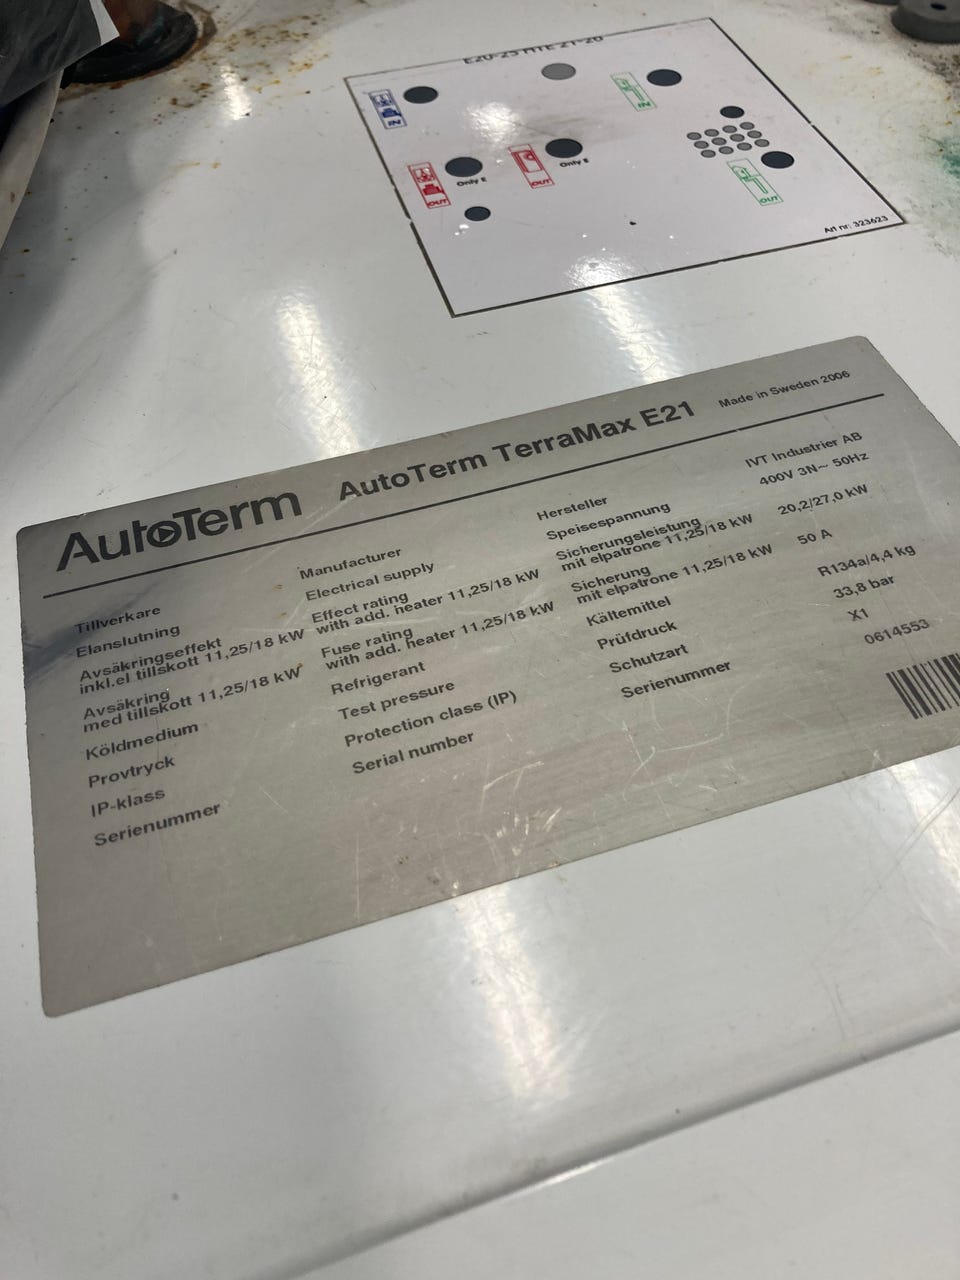 E20-25 HTE 21-26
IN
IN
OUT
Only E
OUT
Only E
OUT
Art nr: 323623
AutoTerm
AutoTerm TerraMax E21
Made in Sweden 2006
Tillverkare
Manufacturer
Hersteller
IVT Industrier AB
Elanslutning
Electrical supply
Speisespannung
400V 3N~ 50Hz
Avsäkringseffekt
inkl.el tillskott 11,25/18 kW
Effect rating
with add. heater 11,25/18 kW
Sicherungsleistung
mit elpatrone 11,25/18 kW
20,2/27,0 kW
Avsäkring
med tillskott 11,25/18 kW
Fuse rating
with add. heater 11,25/18 kW
Sicherung
mit elpatrone 11,25/18 kW
50 A
Köldmedium
Refrigerant
Kältemittel
R134a/4,4 kg
Provtryck
Test pressure
Prüfdruck
33,8 bar
IP-klass
Protection class (IP)
Schutzart
X1
Serienummer
Serial number
Serienummer
0614553